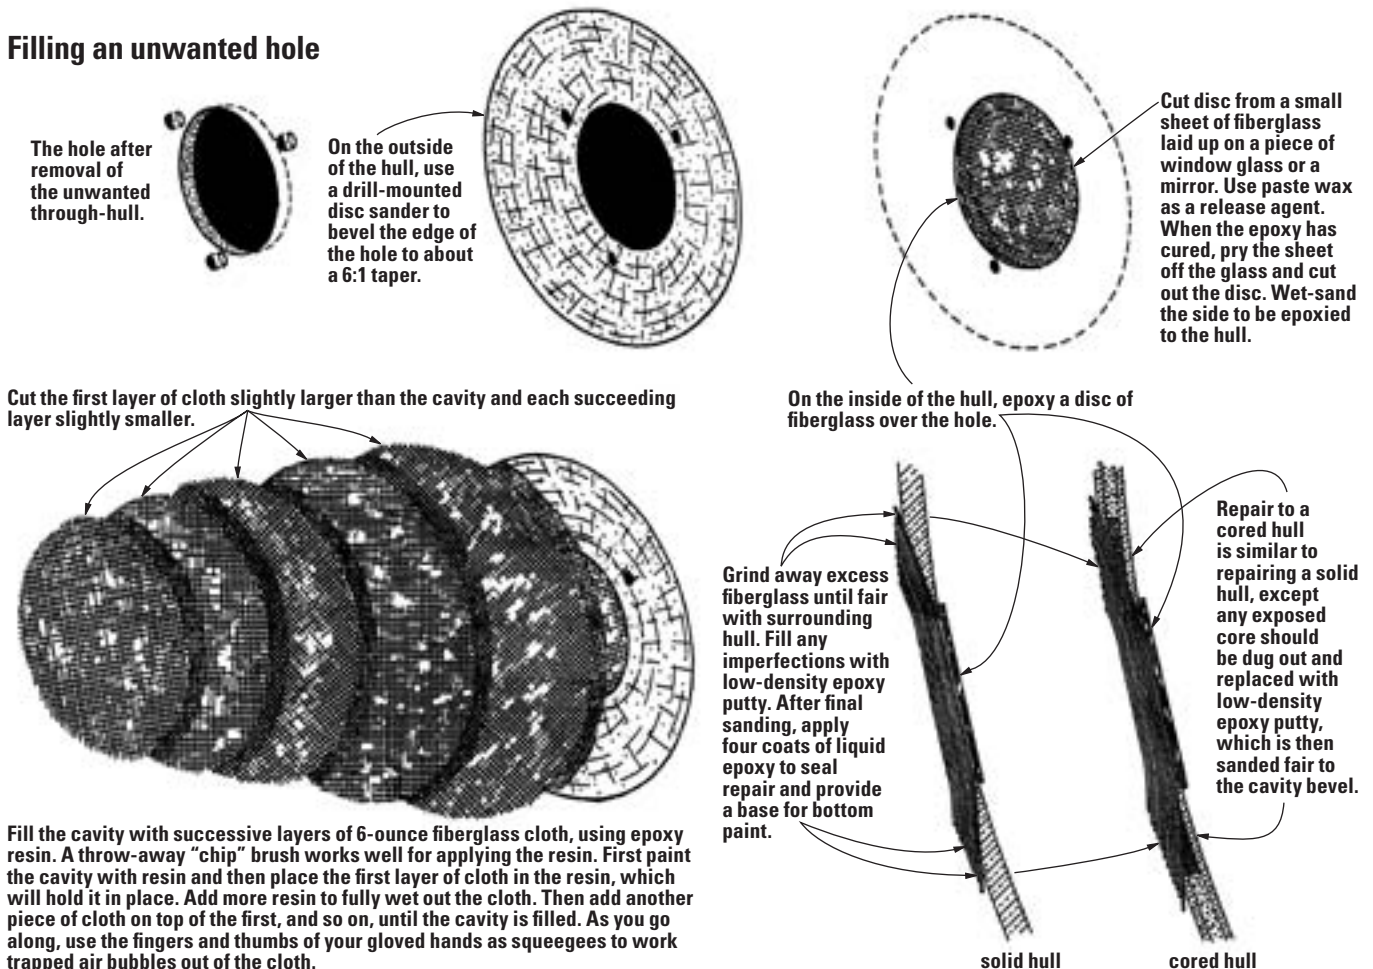 Filling an unwanted hole
The hole after
removal of
the unwanted
through-hull.
On the outside
of the hull, use
a drill-mounted
disc sander to
bevel the edge of
the hole to about
a 6:1 taper.
Cut disc from a small
sheet of fiberglass
laid up on a piece of
window glass or a
mirror. Use paste wax
as a release agent.
When the epoxy has
cured, pry the sheet
off the glass and cut
out the disc. Wet-sand
the side to be epoxied
to the hull.
Cut the first layer of cloth slightly larger than the cavity and each succeeding
layer slightly smaller.
On the inside of the hull, epoxy a disc of
fiberglass over the hole.
Grind away excess
fiberglass until fair
with surrounding
hull. Fill any
imperfections with
low-density epoxy
putty. After final
sanding, apply
four coats of liquid
epoxy to seal
repair and provide
a base for bottom
paint.
Repair to a
cored hull
is similar to
repairing a solid
hull, except
any exposed
core should
be dug out and
replaced with
low-density
epoxy putty,
which is then
sanded fair to
the cavity bevel.
Fill the cavity with successive layers of 6-ounce fiberglass cloth, using epoxy
resin. A throw-away “chip” brush works well for applying the resin. First paint
the cavity with resin and then place the first layer of cloth in the resin, which
will hold it in place. Add more resin to fully wet out the cloth. Then add another
piece of cloth on top of the first, and so on, until the cavity is filled. As you go
along, use the fingers and thumbs of your gloved hands as squeegees to work
trapped air bubbles out of the cloth.
solid hull
cored hull